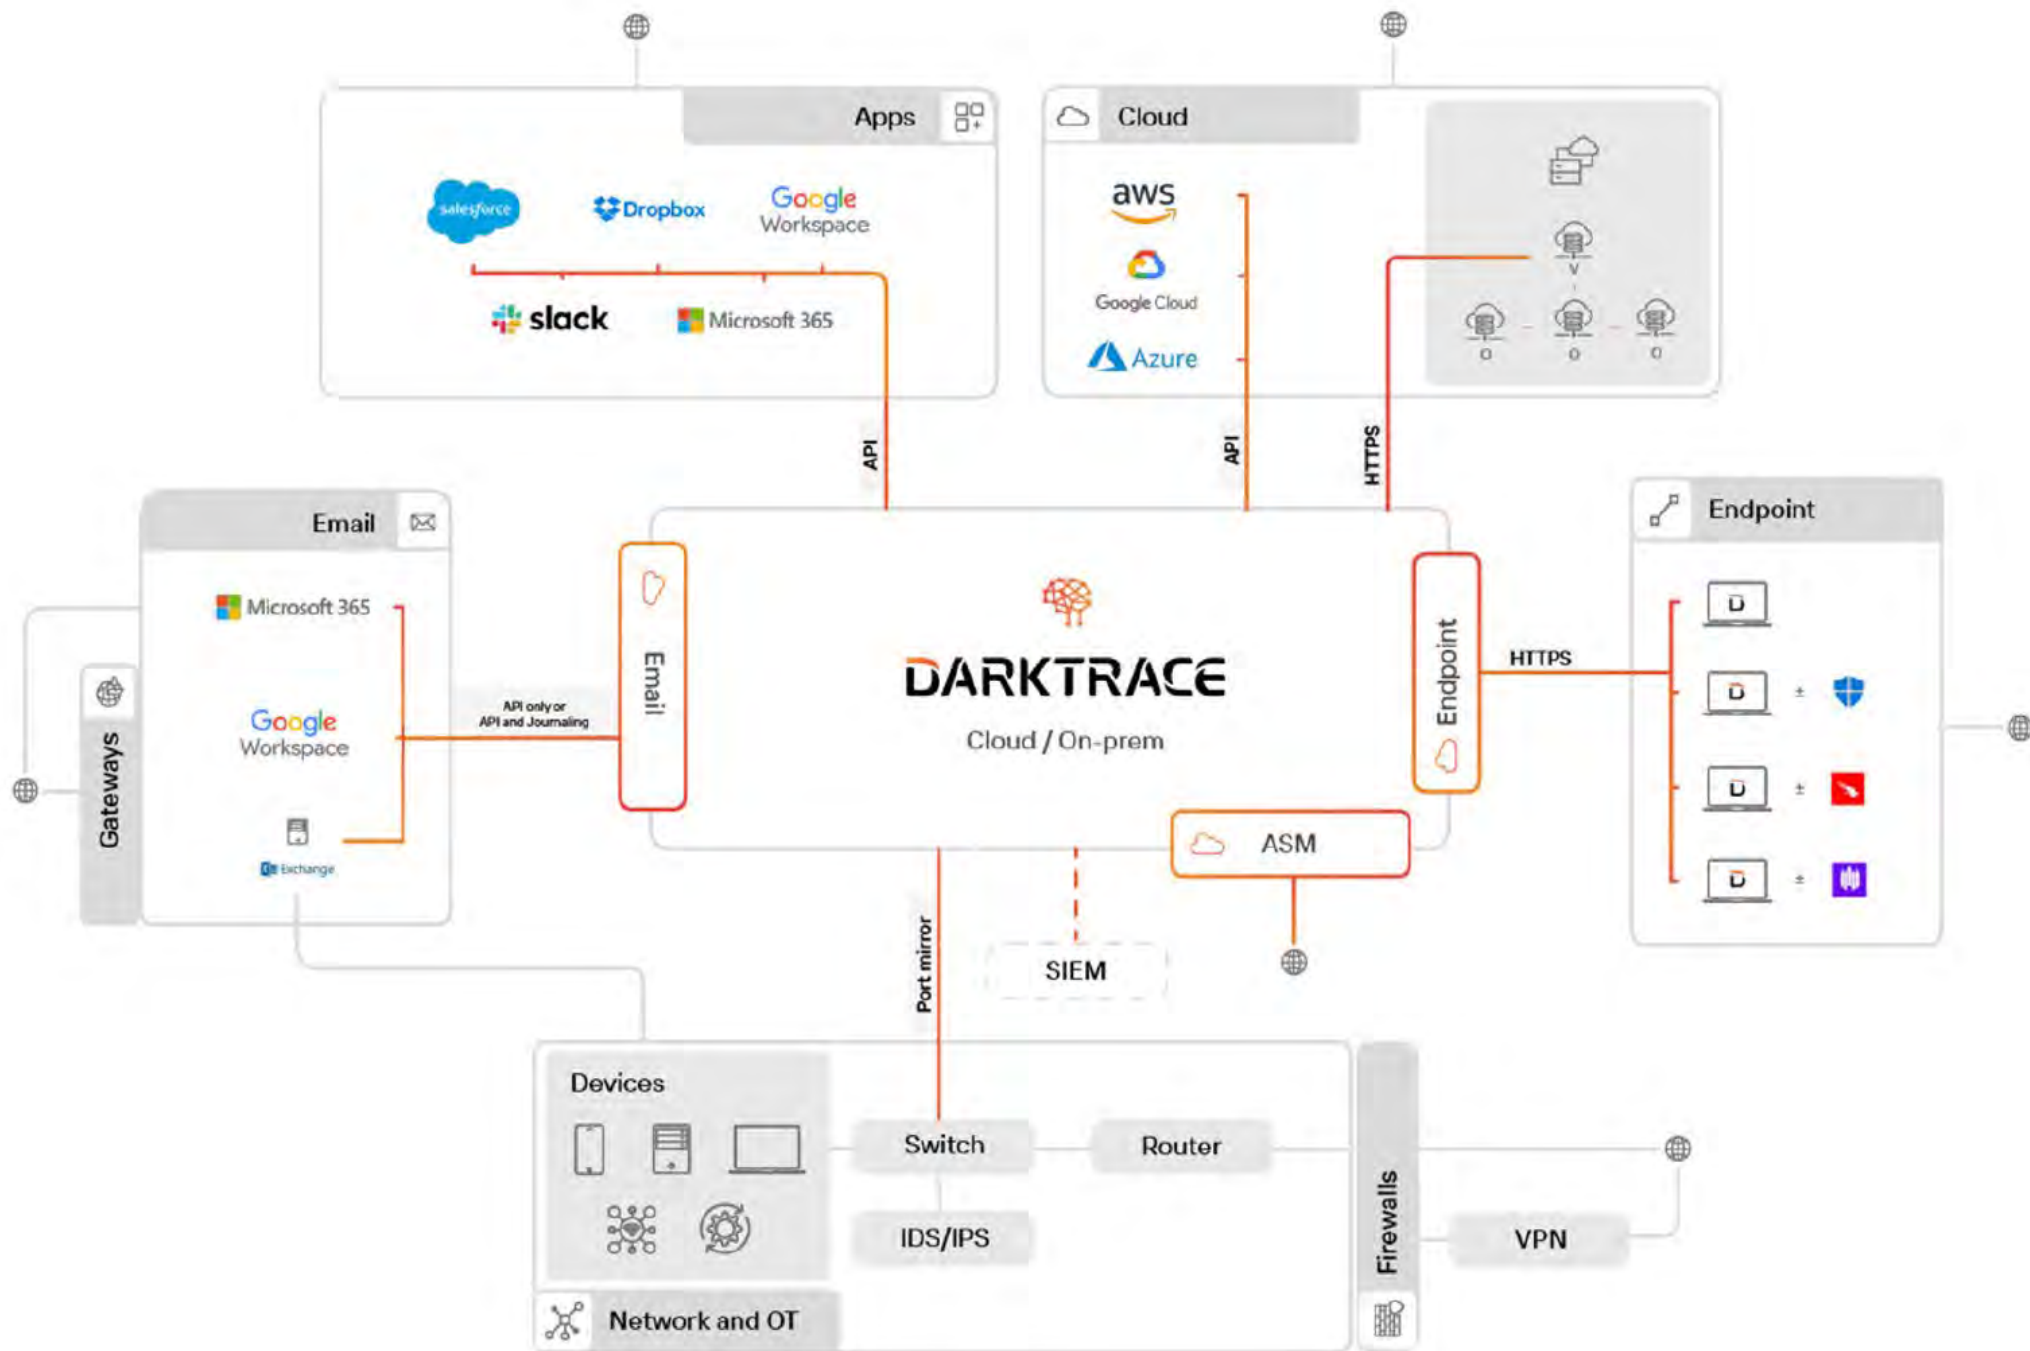 Apps
salesforce
Dropbox
Google
Workspace
slack
Microsoft 365
API
Cloud
aws
Google Cloud
Azure
V
O
O
O
API
HTTPS
Email
Microsoft 365
Google
Workspace
Exchange
Gateways
API only or
API and Journaling
Email
DARKTRACE
Cloud / On-prem
Endpoint
ASM
HTTPS
Endpoint
D
D
±
D
±
D
±
Port mirror
SIEM
Devices
Switch
Router
IDS/IPS
Network and OT
Firewalls
VPN